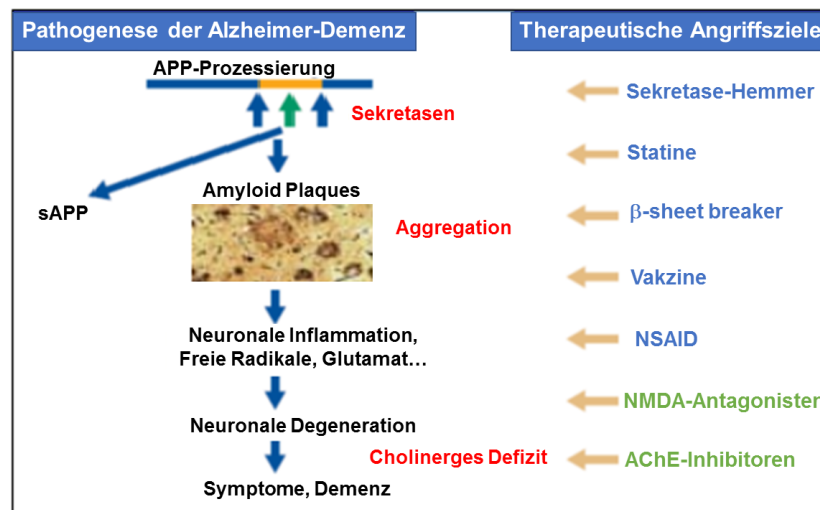 Pathogenese der Alzheimer-Demenz
Therapeutische Angriffsziele
APP-Prozessierung
Sekretasen
Sekretase-Hemmer
Statine
sAPP
Amyloid Plaques
Aggregation
β-sheet breaker
Vakzine
Neuronale Inflammation,
Freie Radikale, Glutamat...
NSAID
NMDA-Antagonisten
Neuronale Degeneration
Cholinerges Defizit
AChE-Inhibitoren
Symptome, Demenz